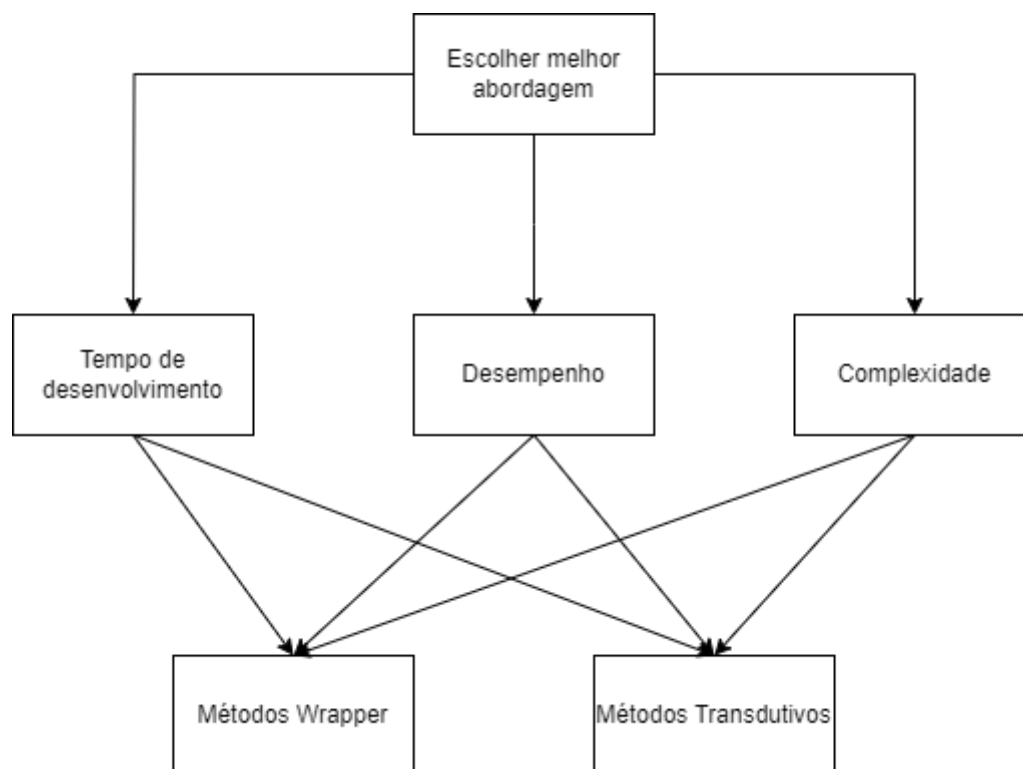 Escolher melhor
abordagem
Tempo de
desenvolvimento
Desempenho
Complexidade
Métodos Wrapper
Métodos Transdutivos